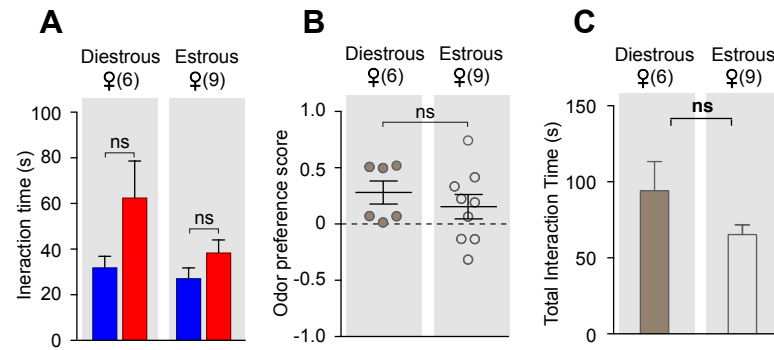 A
Diestrous
♀(6)
Estrous
♀(9)
Ineraction time (s)
100
80
60
40
20
0
ns
ns
B
Diestrous
♀(6)
Estrous
♀(9)
Odor preference score
1.0
0.5
0
-0.5
-1.0
ns
C
Diestrous
♀(6)
Estrous
♀(9)
Total Interaction Time (s)
150
100
50
0
ns